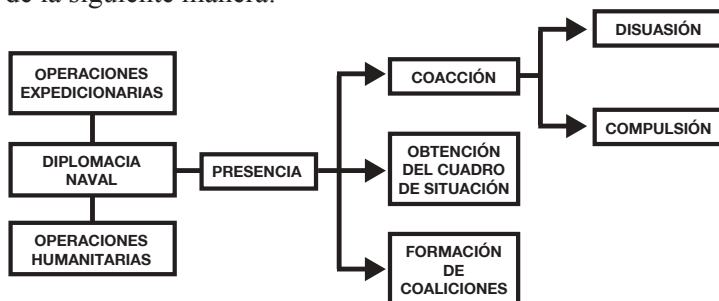 de la siguiente manera:
OPERACIONES
EXPEDICIONARIAS
DIPLOMACIA
NAVAL
OPERACIONES
HUMANITARIAS
PRESENCIA
COACCIÓN
OBTENCIÓN
DEL CUADRO
DE SITUACIÓN
FORMACIÓN
DE
COALICIONES
DISUASIÓN
COMPULSIÓN